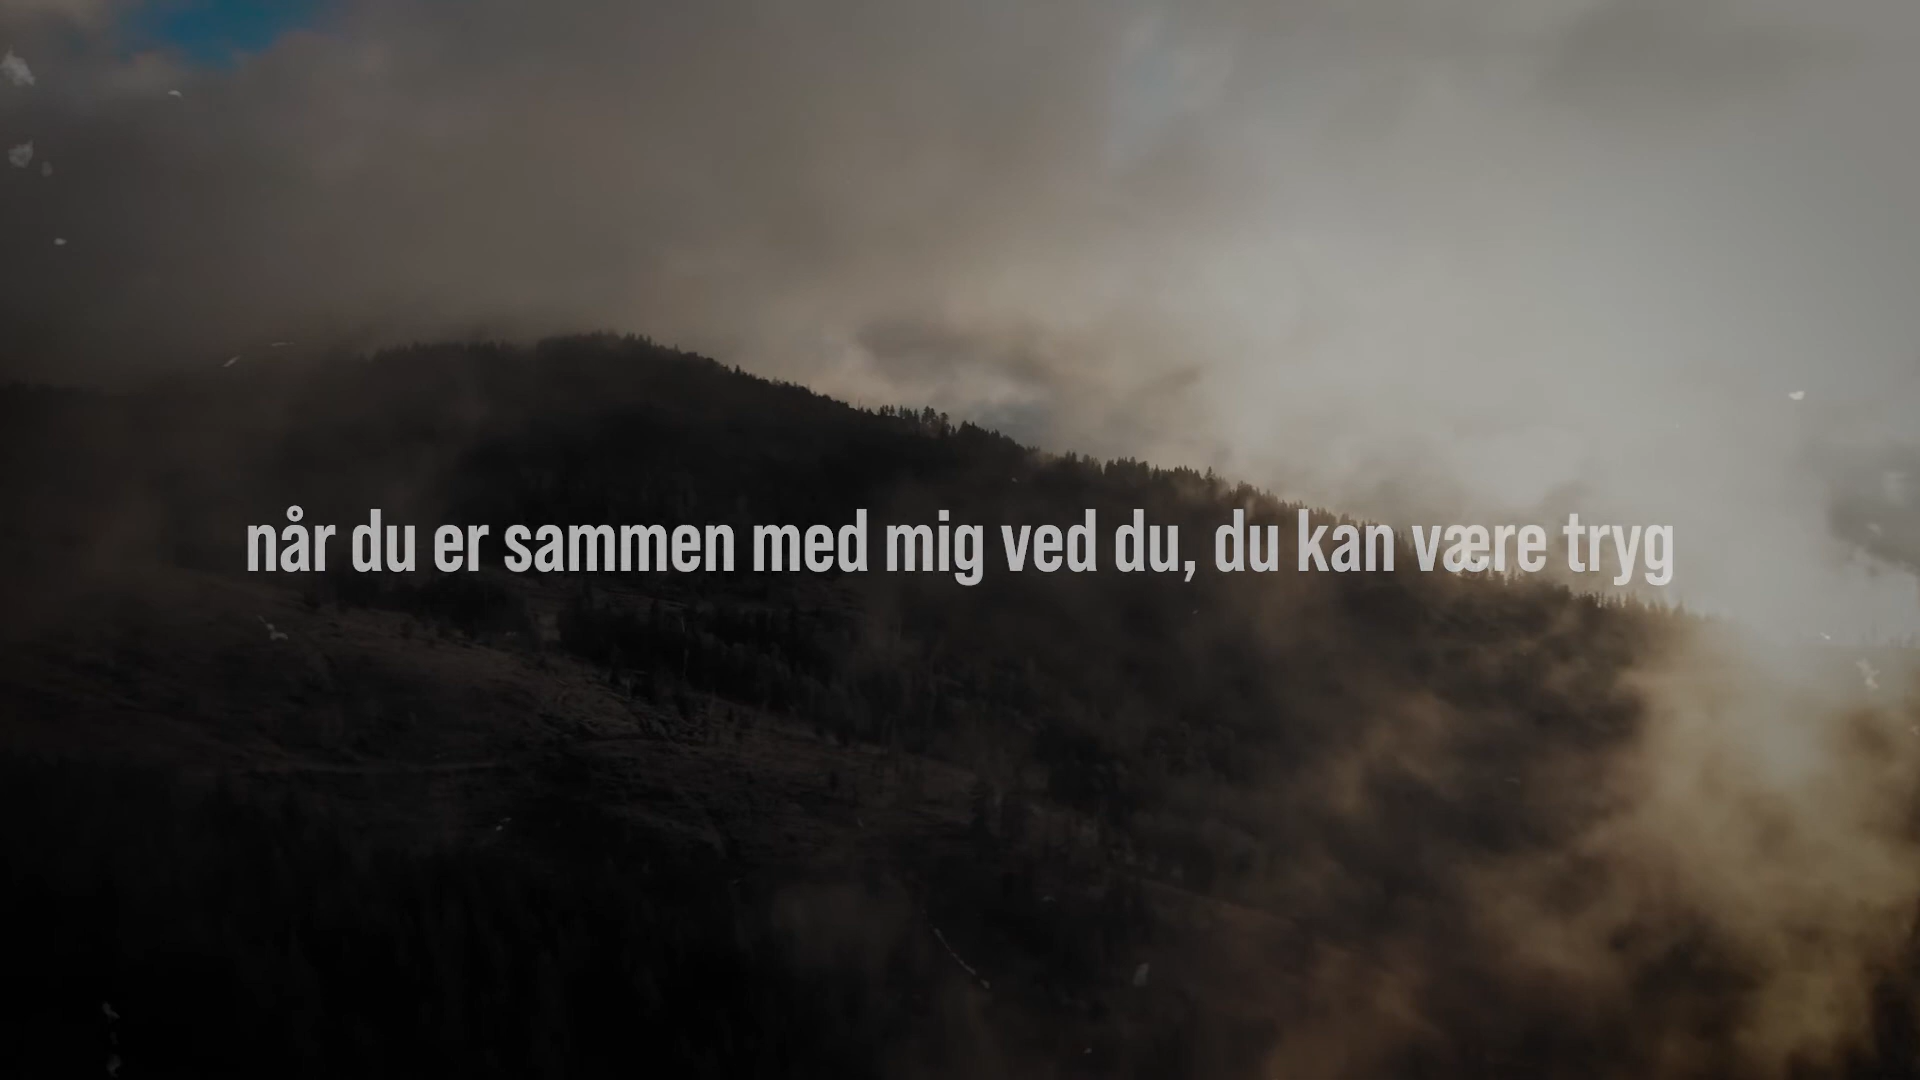 når du er sammen med mig ved du, du kan være tryg